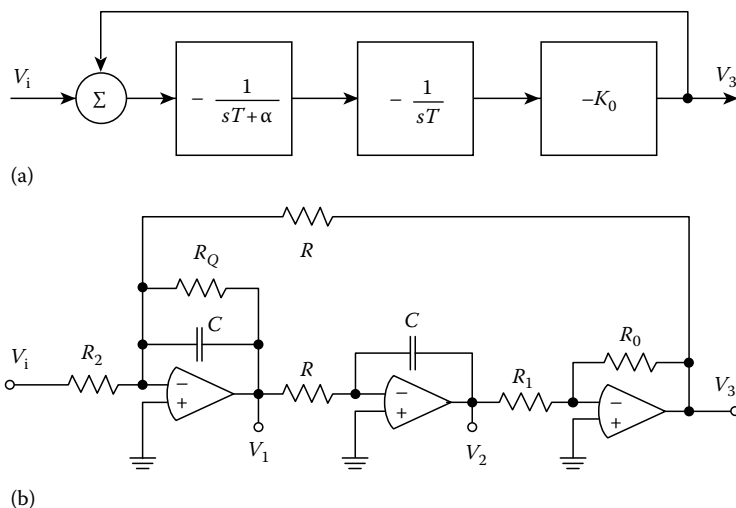 V_i
Σ
− 1 / (sT + α)
− 1 / (sT)
−K_0
V_3
(a)
R
R_Q
C
C
V_i
R_2
R
R_1
R_0
V_3
−
+
−
+
−
+
V_1
V_2
(b)